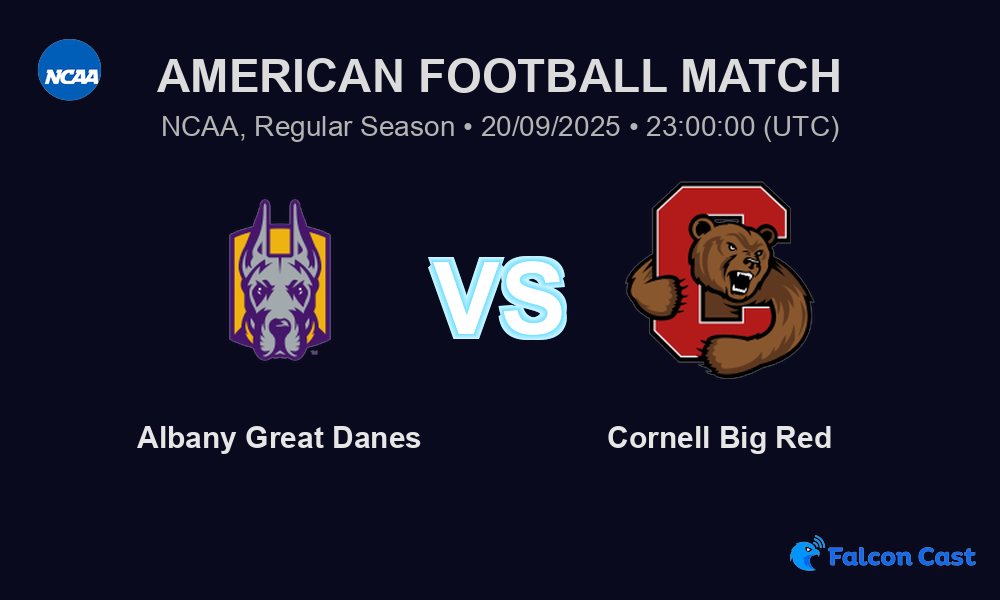 NCAA
AMERICAN FOOTBALL MATCH
NCAA, Regular Season • 20/09/2025 • 23:00:00 (UTC)
C
VS
TM
Albany Great Danes
Cornell Big Red
Falcon Cast